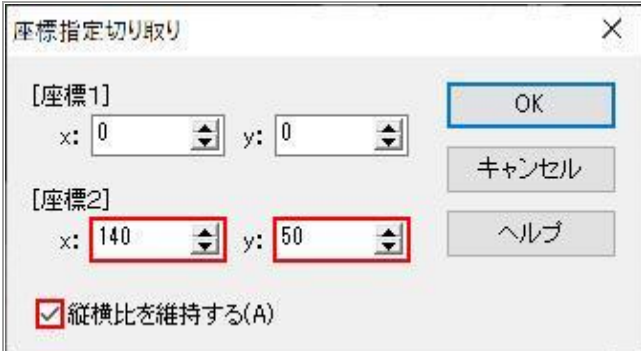 座標指定切り取り
[座標1]
x: 0 y: 0
[座標2]
x: 140 y: 50
縦横比を維持する(A)
OK
キャンセル
ヘルプ